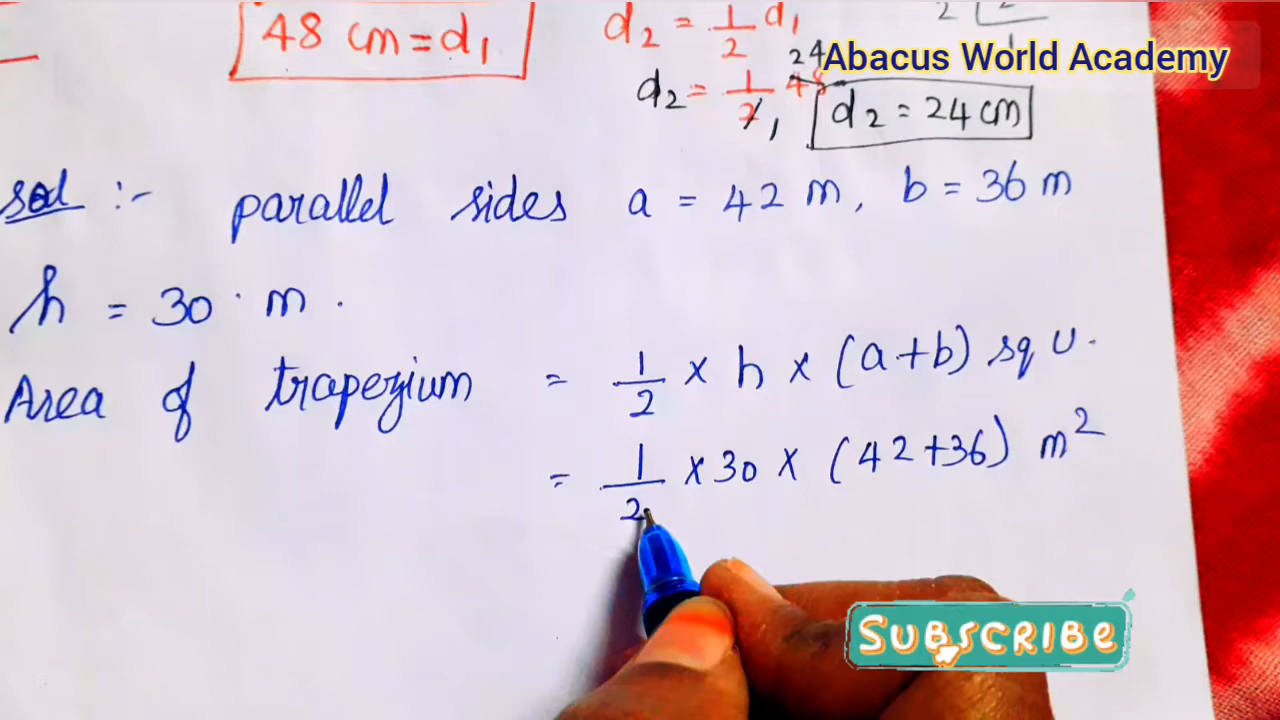 48 cm = d₁
d₂ = 1/2 d₁
Abacus World Academy
d₂ = 1/2 48 24
1
d₂ = 24 cm
sol :- parallel sides a = 42 m, b = 36 m
h = 30 m.
Area of trapezium = 1/2 × h × (a+b) sq u.
= 1/2 × 30 × (42+36) m²
SUBSCRIBE